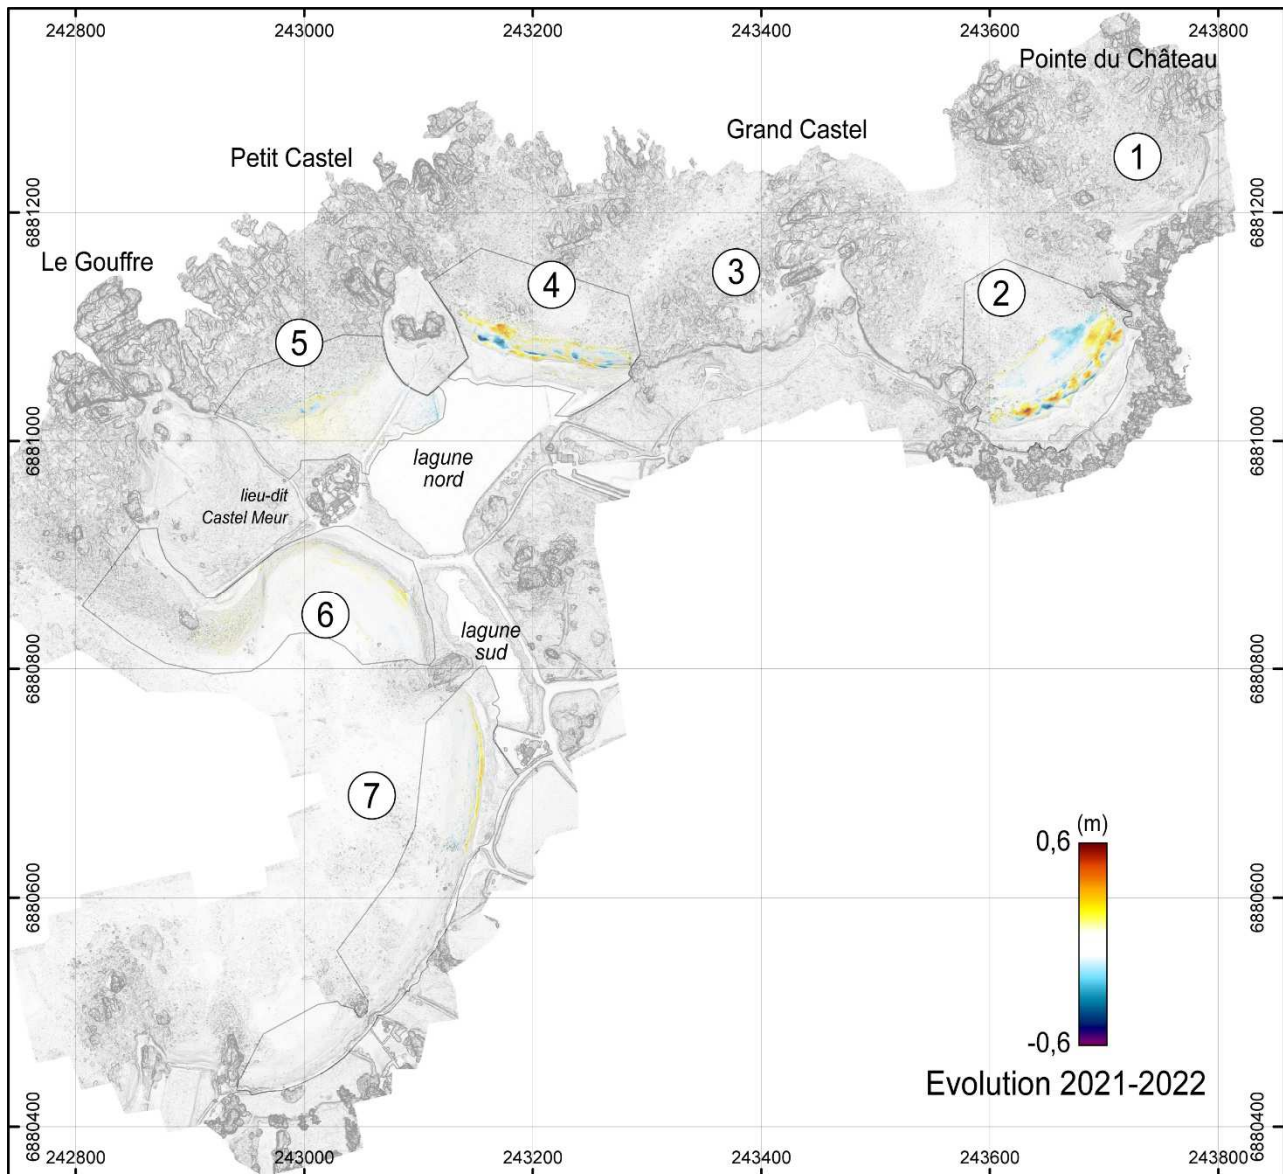 242800 243000 243200 243400 243600 243800
Pointe du Château
Grand Castel
Petit Castel
1
6881200 6881200
Le Gouffre
3
4
2
5
6881000 6881000
lagune
nord
lieu-dit
Castel Meur
6
lagune
sud
6880800 6880800
7
(m)
0,6
6880600 6880600
-0,6
Evolution 2021-2022
6880400 6880400
242800 243000 243200 243400 243600 243800